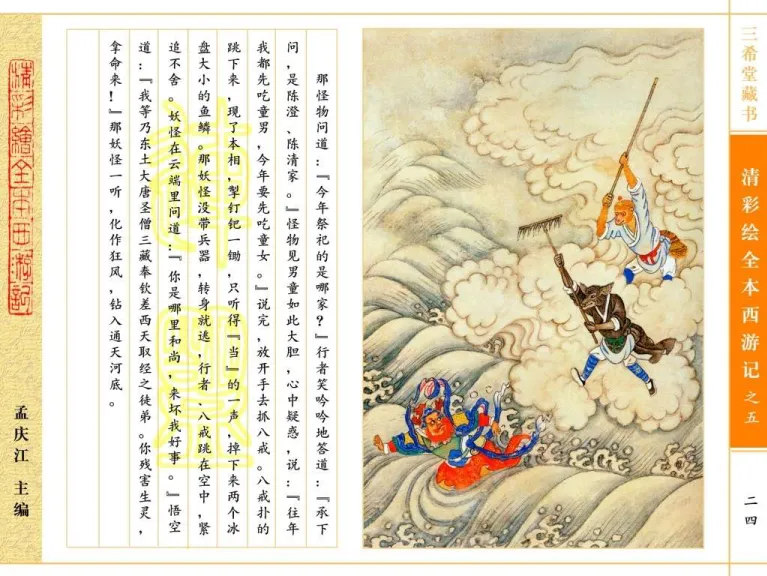 三希堂藏书
清彩绘全本西游记之五
二四
那怪物问道：『今年祭祀的是哪家？』行者笑吟吟地答道：『承下
问，是陈澄、陈清家。』怪物见男童如此大胆，心中疑惑，说：『往年
我都先吃童男，今年要先吃童女。』说完，放开手去抓八戒。八戒扑的
跳下来，现了本相，掣钉钯一锄，只听得『当』的一声，掉下来两个冰
盘大小的鱼鳞。那妖怪没带兵器，转身就逃，行者、八戒跳在空中，紧
追不舍。妖怪在云端里问道：『你是哪里和尚，来坏我好事。』悟空
道：『我等乃东土大唐圣僧三藏奉钦差西天取经之徒弟。你残害生灵，
拿命来！』那妖怪一听，化作狂风，钻入通天河底。
清彩绘全本西游记
孟庆江 主编